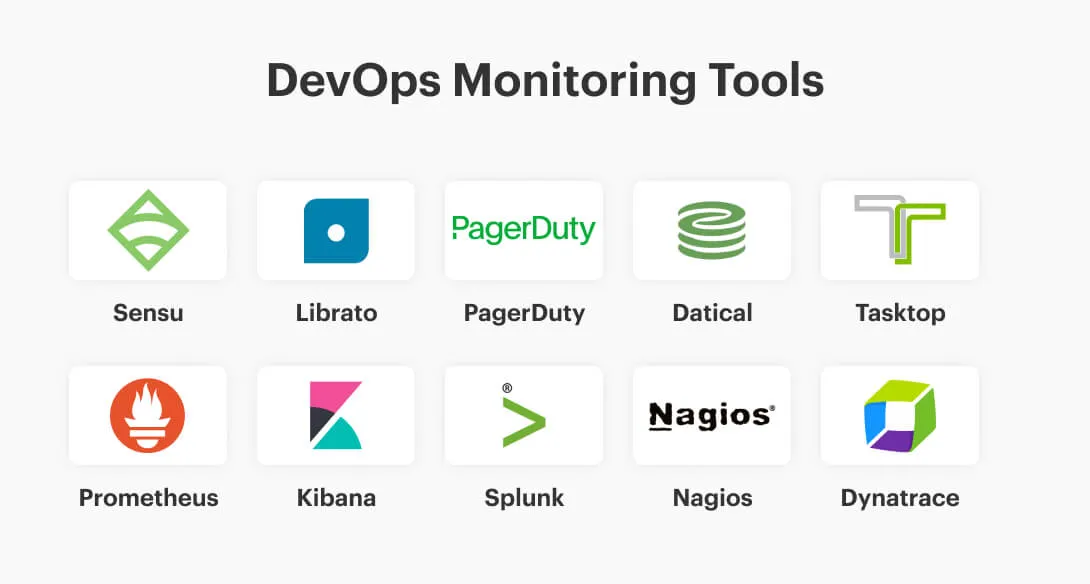 DevOps Monitoring Tools
PagerDuty
Sensu Librato PagerDuty Datical Tasktop
®
Nagios®
Prometheus Kibana Splunk Nagios Dynatrace